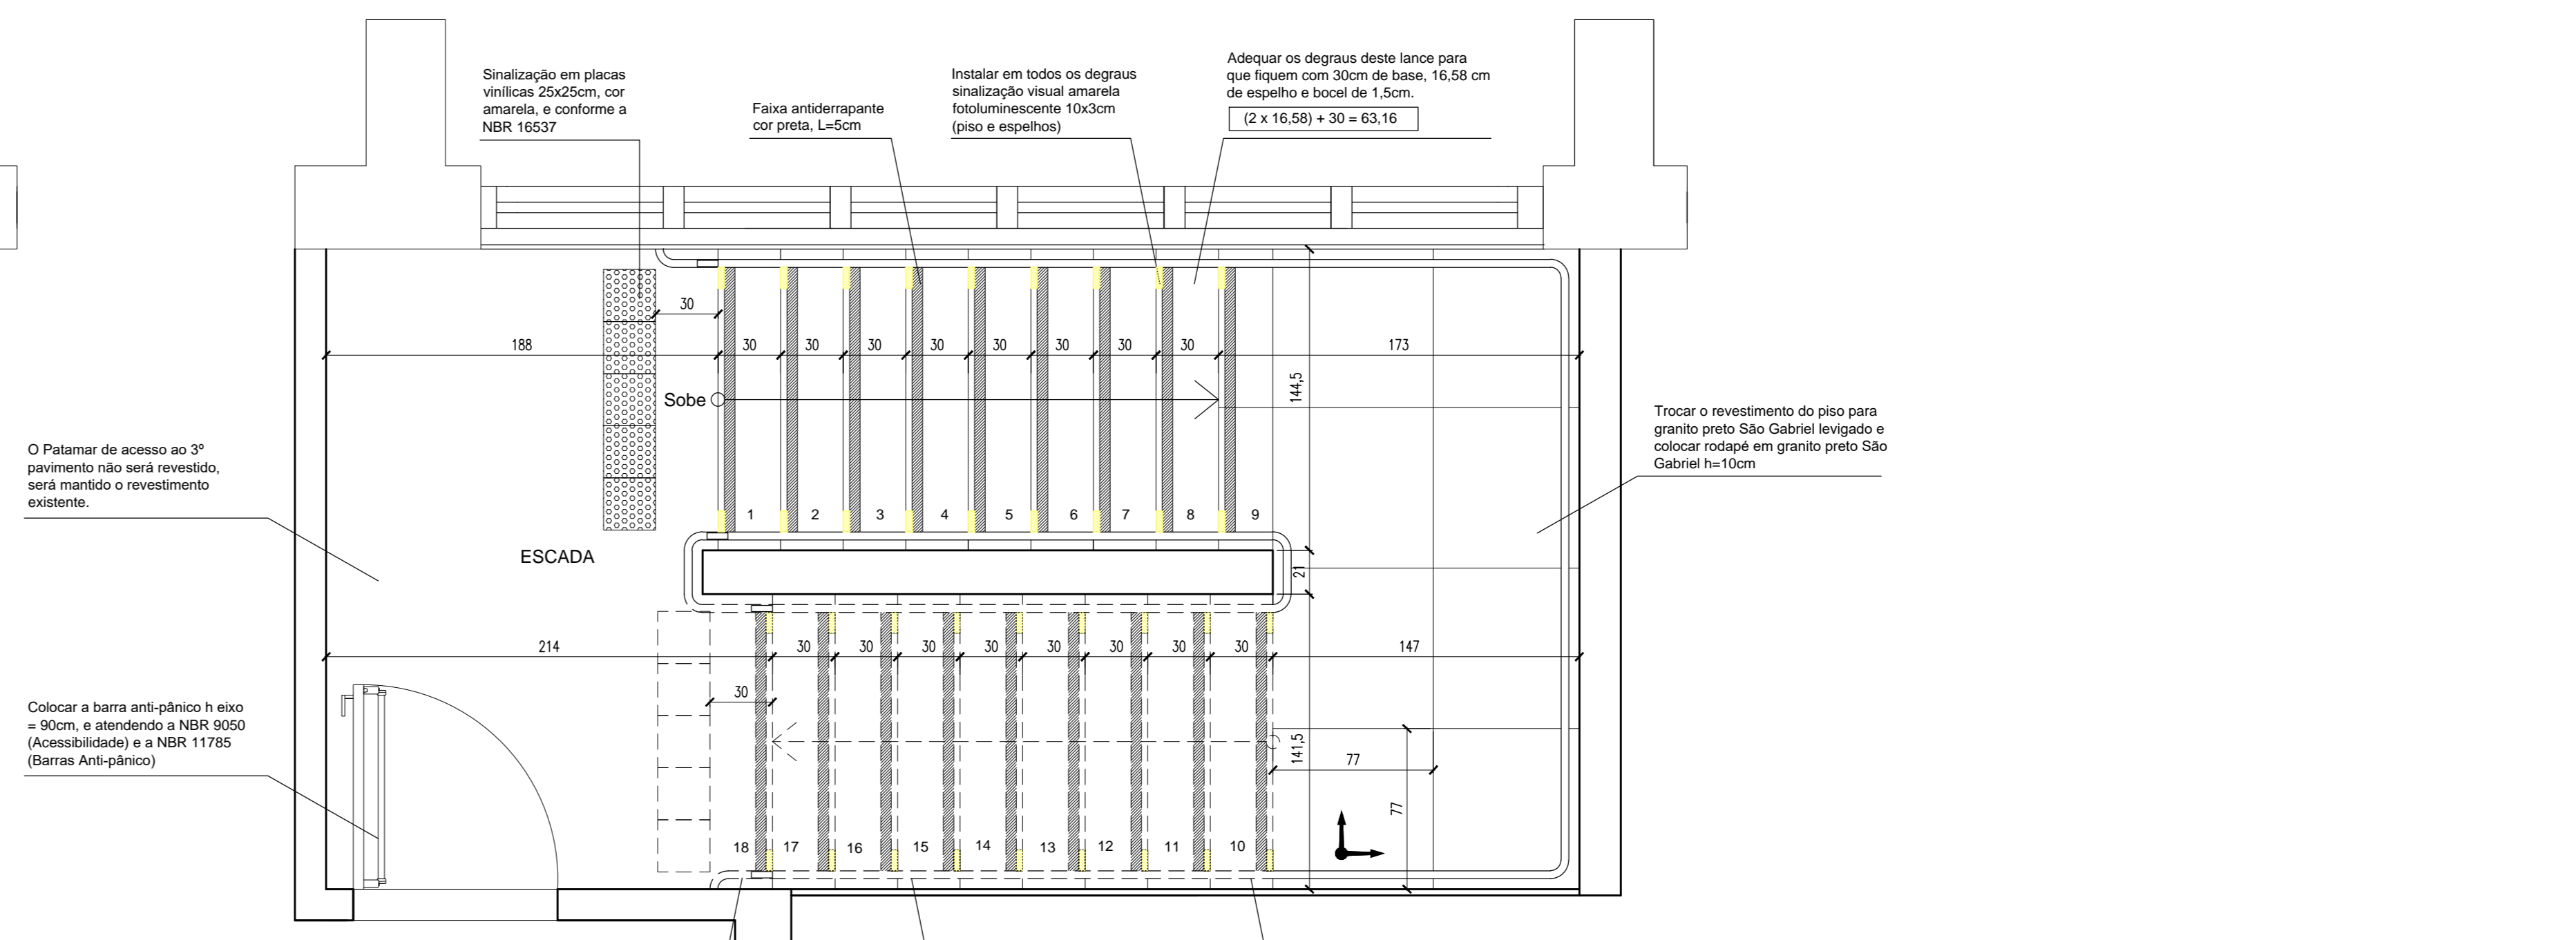 Sinalização em placas
vinílicas 25x25cm, cor
amarela, e conforme a
NBR 16537
Faixa antiderrapante
cor preta, L=5cm
Instalar em todos os degraus
sinalização visual amarela
fotoluminescente 10x3cm
(piso e espelhos)
Adequar os degraus deste lance para
que fiquem com 30cm de base, 16,58 cm
de espelho e bocel de 1,5cm.
(2 x 16,58) + 30 = 63,16
30
188
30
30
30
30
30
30
30
30
173
144,5
Sobe
Trocar o revestimento do piso para
granito preto São Gabriel levigado e
colocar rodapé em granito preto São
Gabriel h=10cm
O Patamar de acesso ao 3º
pavimento não será revestido,
será mantido o revestimento
existente.
1
2
3
4
5
6
7
8
9
ESCADA
21
214
30
30
30
30
30
30
30
30
147
30
Colocar a barra anti-pânico h eixo
= 90cm, e atendendo a NBR 9050
(Acessibilidade) e a NBR 11785
(Barras Anti-pânico)
141,5
77
77
18
17
16
15
14
13
12
11
10